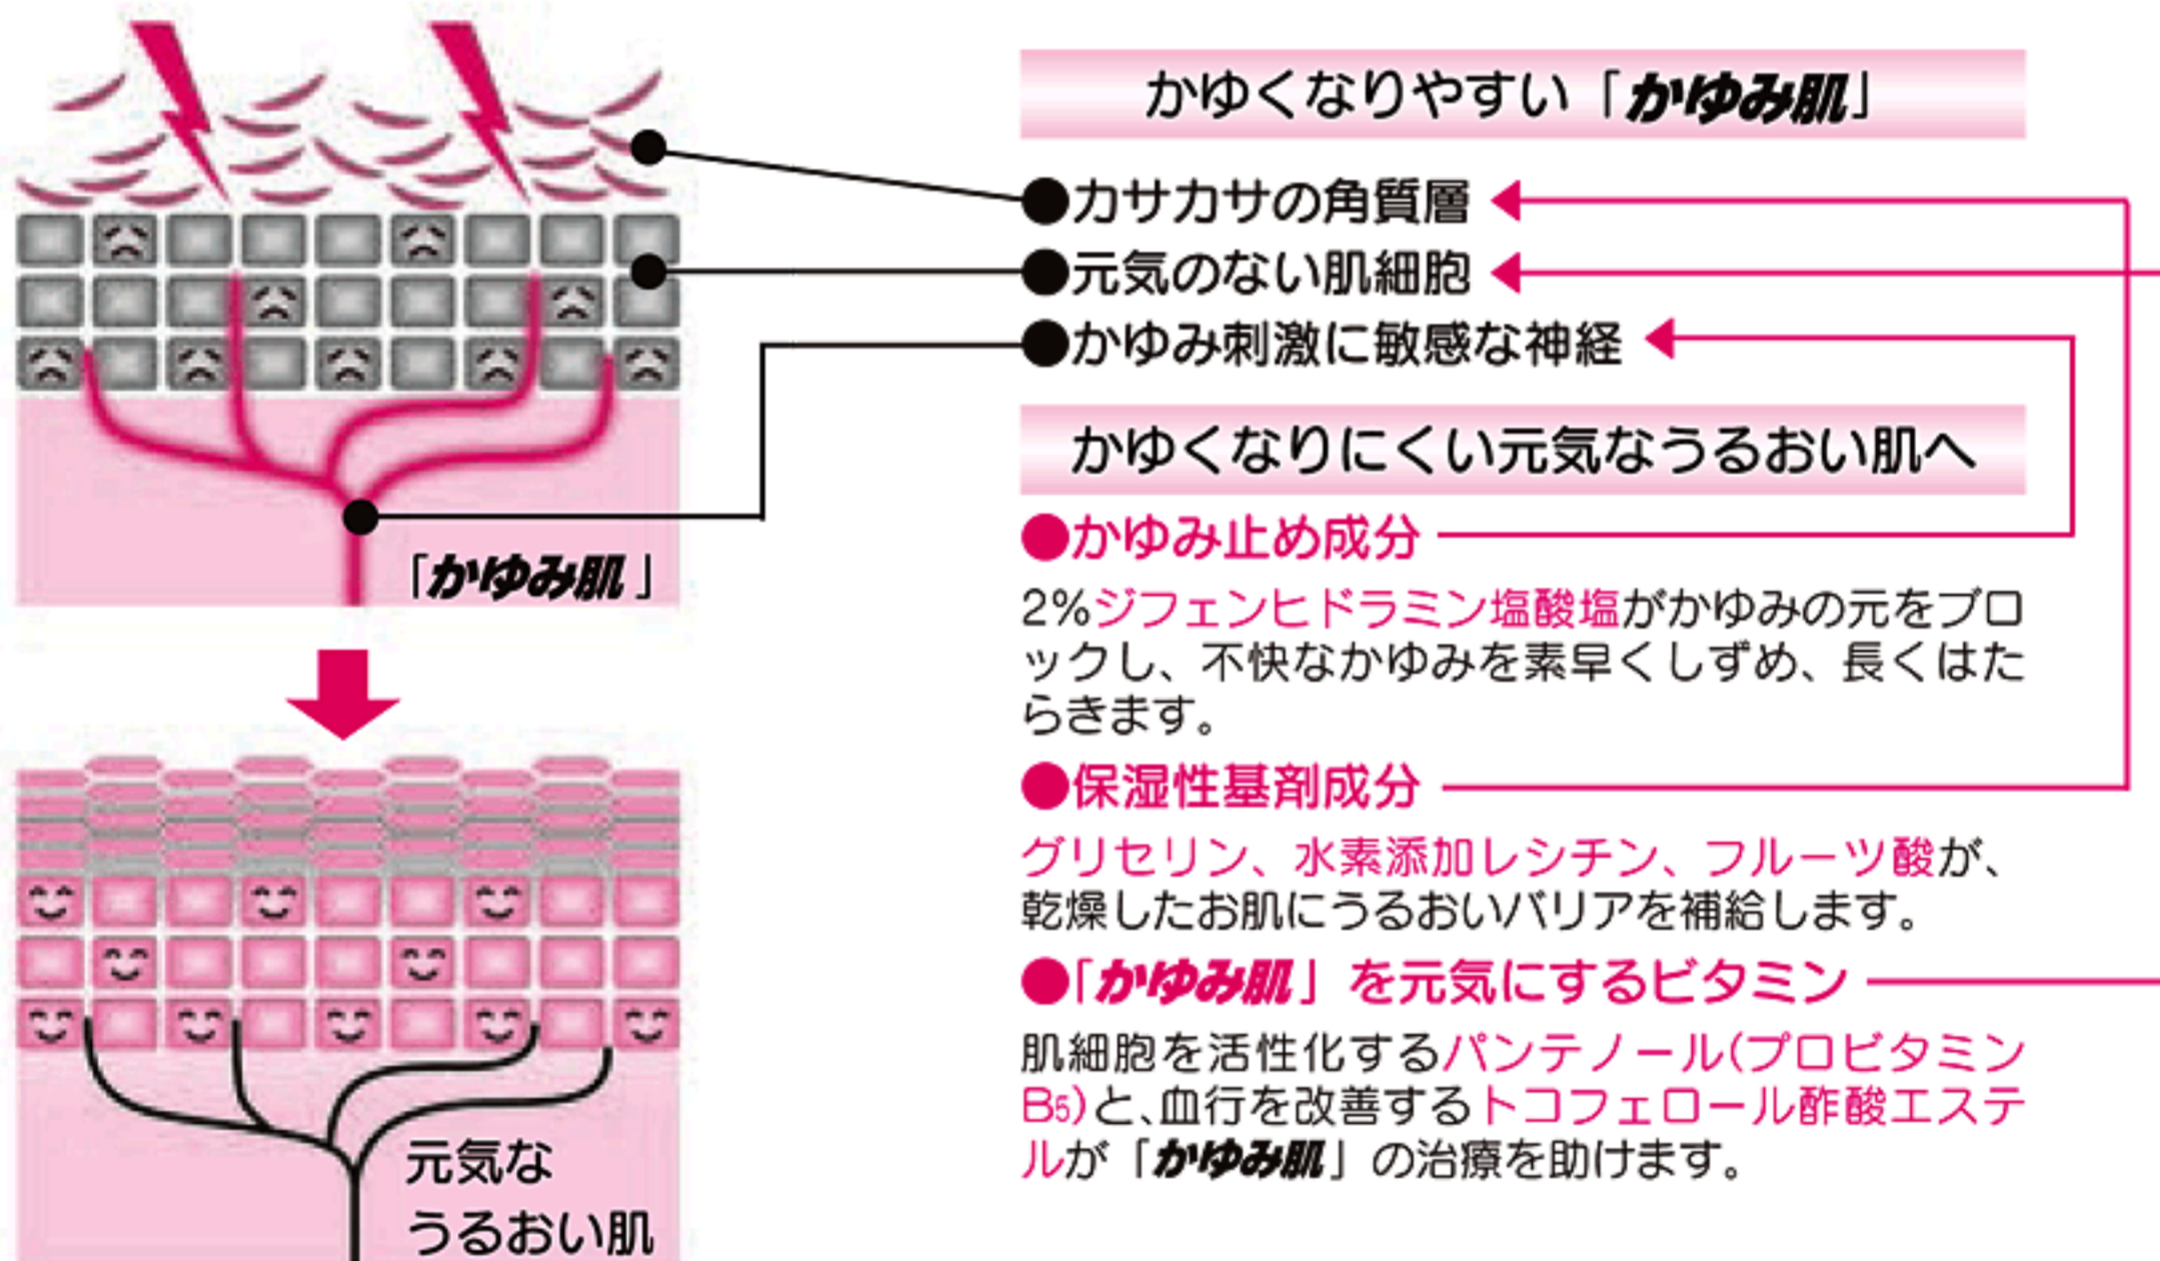 かゆくなりやすい「かゆみ肌」
●カサカサの角質層
●元気のない肌細胞
●かゆみ刺激に敏感な神経
「かゆみ肌」
かゆくなりにくい元気なうるおい肌へ
●かゆみ止め成分
2%ジフェンヒドラミン塩酸塩がかゆみの元をブロ
ックし、不快なかゆみを素早くしずめ、長くはた
らきます。
●保湿性基剤成分
グリセリン、水素添加レシチン、フルーツ酸が、
乾燥したお肌にうるおいバリアを補給します。
●「かゆみ肌」を元気にするビタミン
肌細胞を活性化するパンテノール(プロビタミン
B5)と、血行を改善するトコフェロール酢酸エステ
ルが「かゆみ肌」の治療を助けます。
元気な
うるおい肌